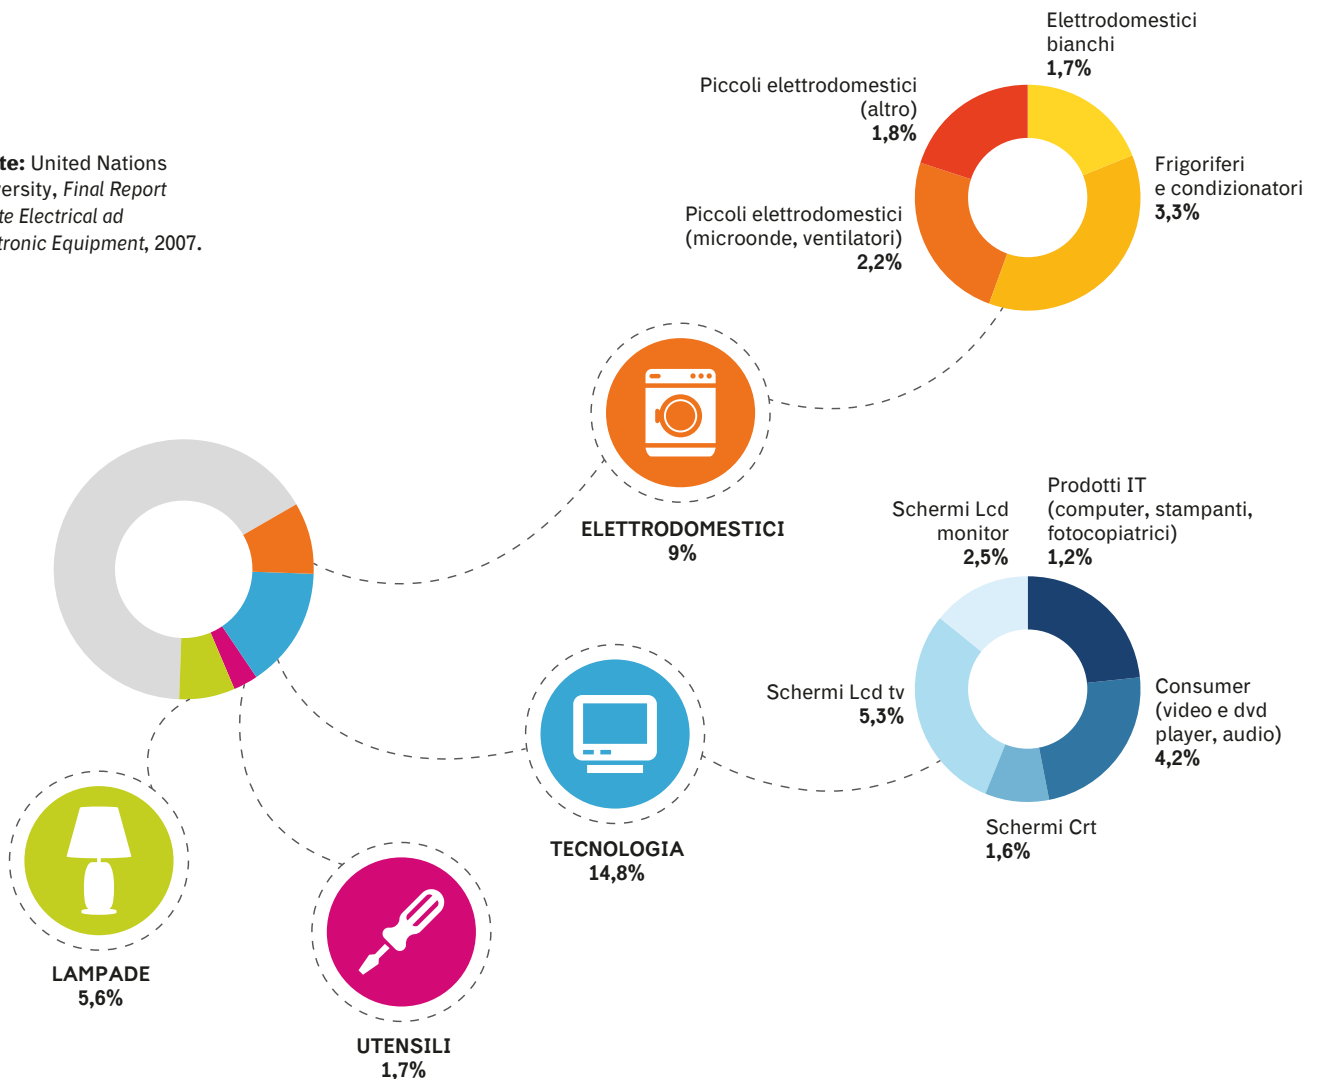 te: United Nations
ersity, Final Report
te Electrical ad
tronic Equipment, 2007.
Elettrodomestici
bianchi
1,7%
Piccoli elettrodomestici
(altro)
1,8%
Frigoriferi
e condizionatori
3,3%
Piccoli elettrodomestici
(microonde, ventilatori)
2,2%
ELETTRODOMESTICI
9%
Prodotti IT
(computer, stampanti,
fotocopiatrici)
1,2%
Schermi Lcd
monitor
2,5%
Schermi Lcd tv
5,3%
Consumer
(video e dvd
player, audio)
4,2%
Schermi Crt
1,6%
TECNOLOGIA
14,8%
LAMPADE
5,6%
UTENSILI
1,7%